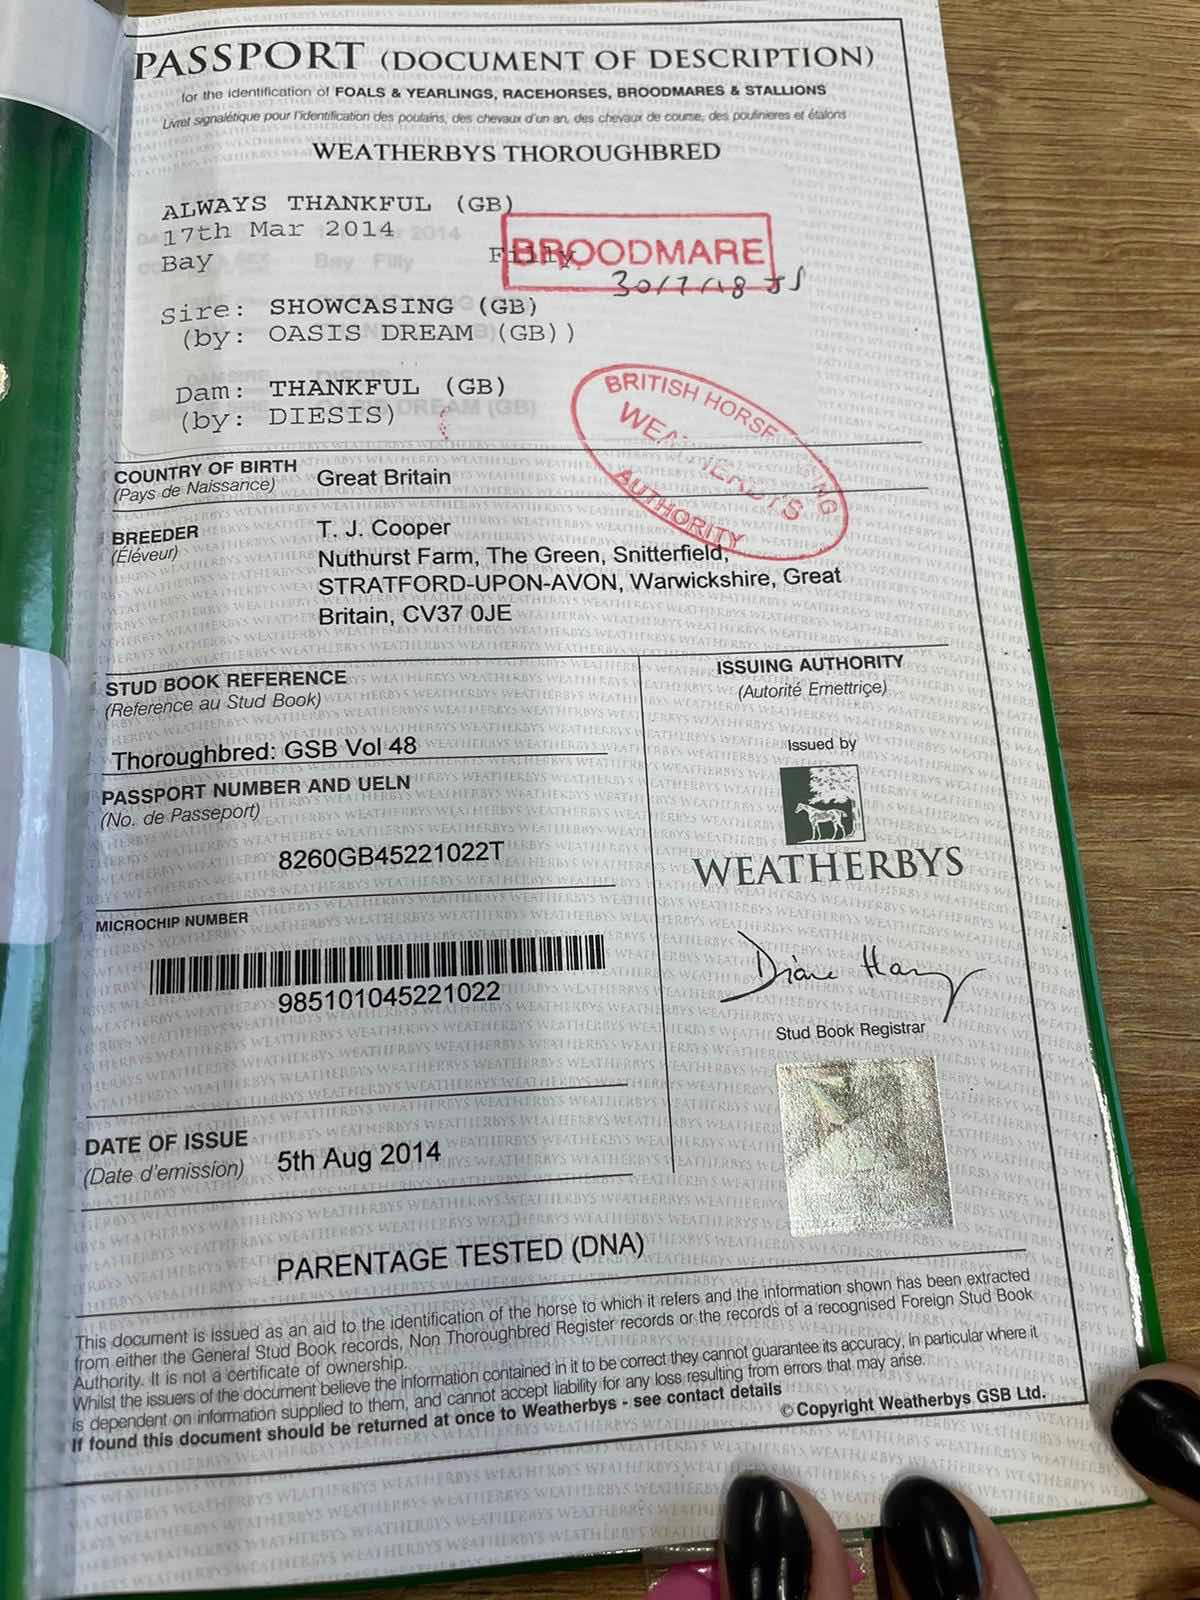 PASSPORT (DOCUMENT OF DESCRIPTION)
for the identification of FOALS & YEARLINGS, RACEHORSES, BROODMARES & STALLIONS
Livret signalétique pour l'identification des poulains, des chevaux d'un an, des chevaux de course, des poulinieres et étalons
WEATHERBYS THOROUGHBRED
ALWAYS THANKFUL (GB)
17th Mar 2014
Bay Filly
BROODMARE
30/7/18 JS
Sire: SHOWCASING (GB)
(by: OASIS DREAM (GB))
Dam: THANKFUL (GB)
(by: DIESIS)
BRITISH HORSERACING
WEATHERBYS
AUTHORITY
COUNTRY OF BIRTH Great Britain
(Pays de Naissance)
BREEDER T. J. Cooper
(Éléveur) Nuthurst Farm, The Green, Snitterfield,
STRATFORD-UPON-AVON, Warwickshire, Great
Britain, CV37 0JE
STUD BOOK REFERENCE
(Reference au Stud Book)
Thoroughbred: GSB Vol 48
PASSPORT NUMBER AND UELN
(No. de Passeport)
8260GB45221022T
MICROCHIP NUMBER
985101045221022
DATE OF ISSUE
(Date d'emission) 5th Aug 2014
ISSUING AUTHORITY
(Autorité Emettriçe)
Issued by
WEATHERBYS
Stud Book Registrar
PARENTAGE TESTED (DNA)
This document is issued as an aid to the identification of the horse to which it refers and the information shown has been extracted
from either the General Stud Book records, Non Thoroughbred Register records or the records of a recognised Foreign Stud Book
Authority. It is not a certificate of ownership.
Whilst the issuers of the document believe the information contained in it to be correct they cannot guarantee its accuracy, in particular where it
is dependent on information supplied to them, and cannot accept liability for any loss resulting from errors that may arise.
If found this document should be returned at once to Weatherbys - see contact details
© Copyright Weatherbys GSB Ltd.